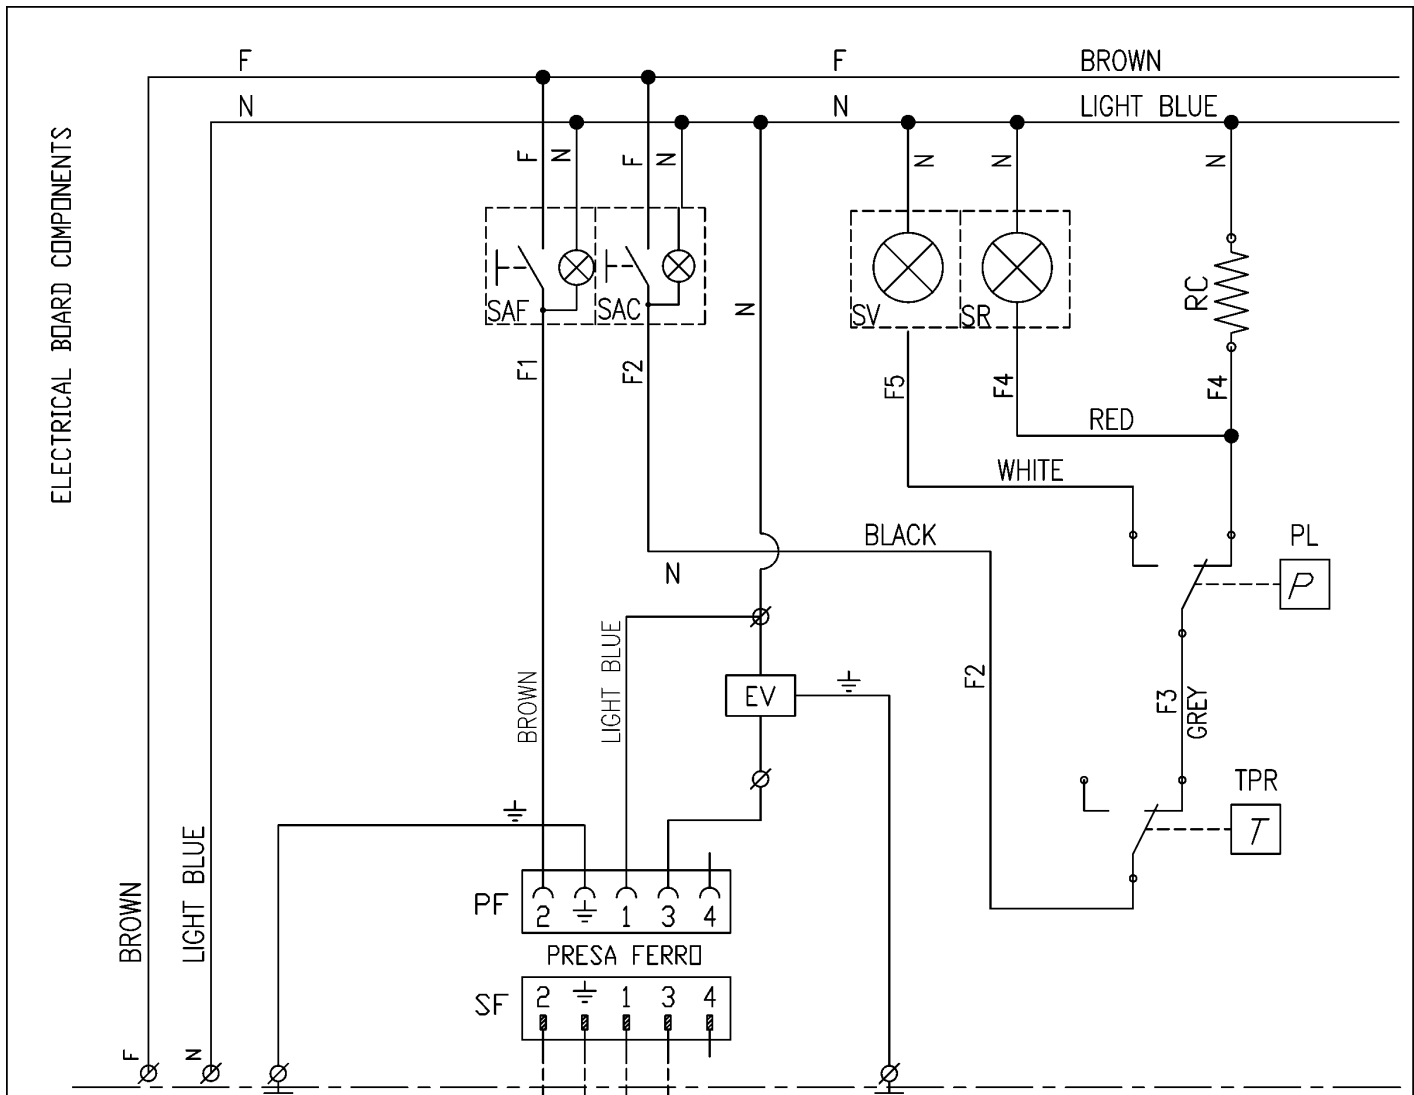 F F BROWN
N N LIGHT BLUE
ELECTRICAL BOARD COMPONENTS
F N F N N N N
SAF SAC N SV SR RC
F1 F2 F5 F4 F4
RED
WHITE
BLACK PL
N P
LIGHT BLUE
BROWN EV F2 F3 GREY
TPR
T
BROWN LIGHT BLUE
PF 2 1 3 4
PRESA FERRO
SF 2 1 3 4
F N